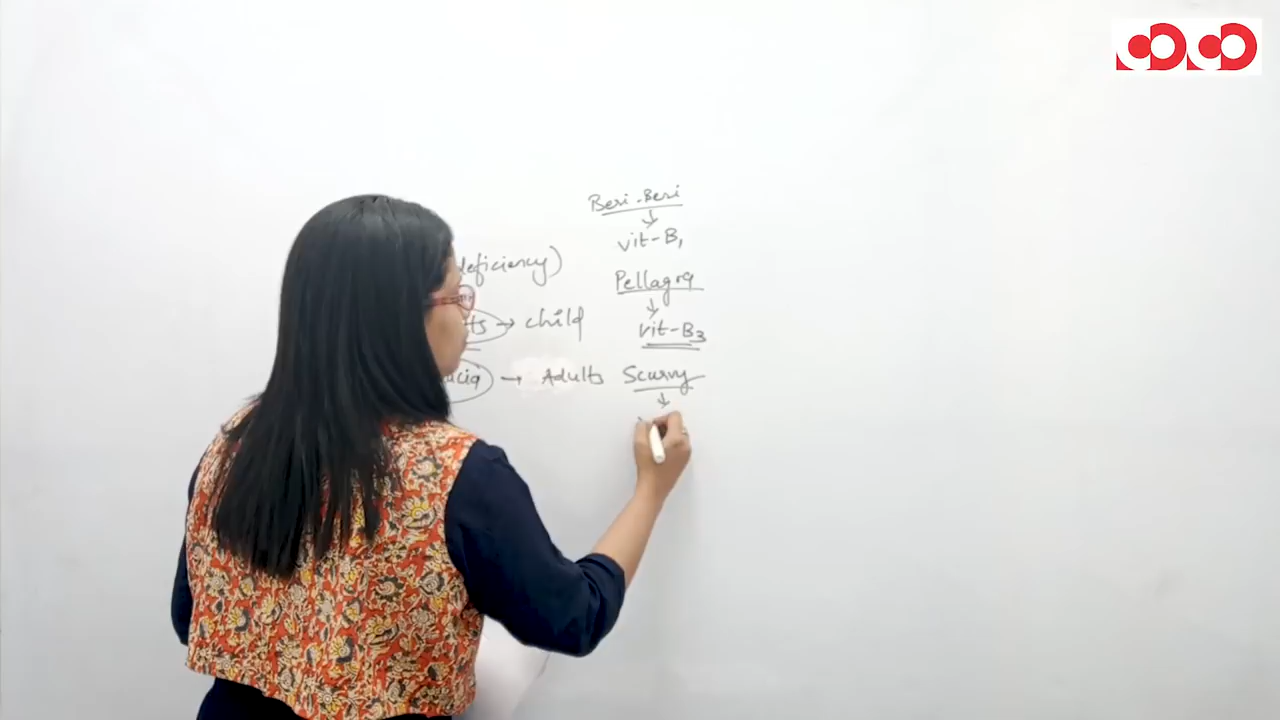 Beri-Beri
↓
vit-B₁
deficiency)
Pellagra
↓
→ child
vit-B₃
→ Adults
Scurvy
↓